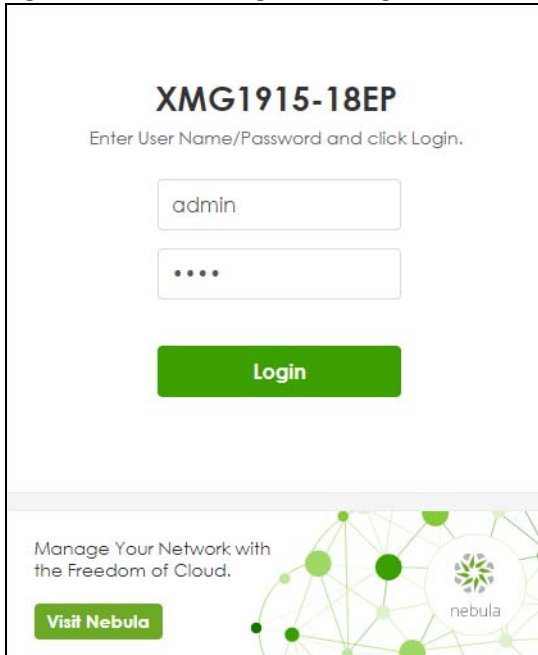 XMG1915-18EP
Enter User Name/Password and click Login.
admin
••••
Login
Manage Your Network with
the Freedom of Cloud.
Visit Nebula
nebula